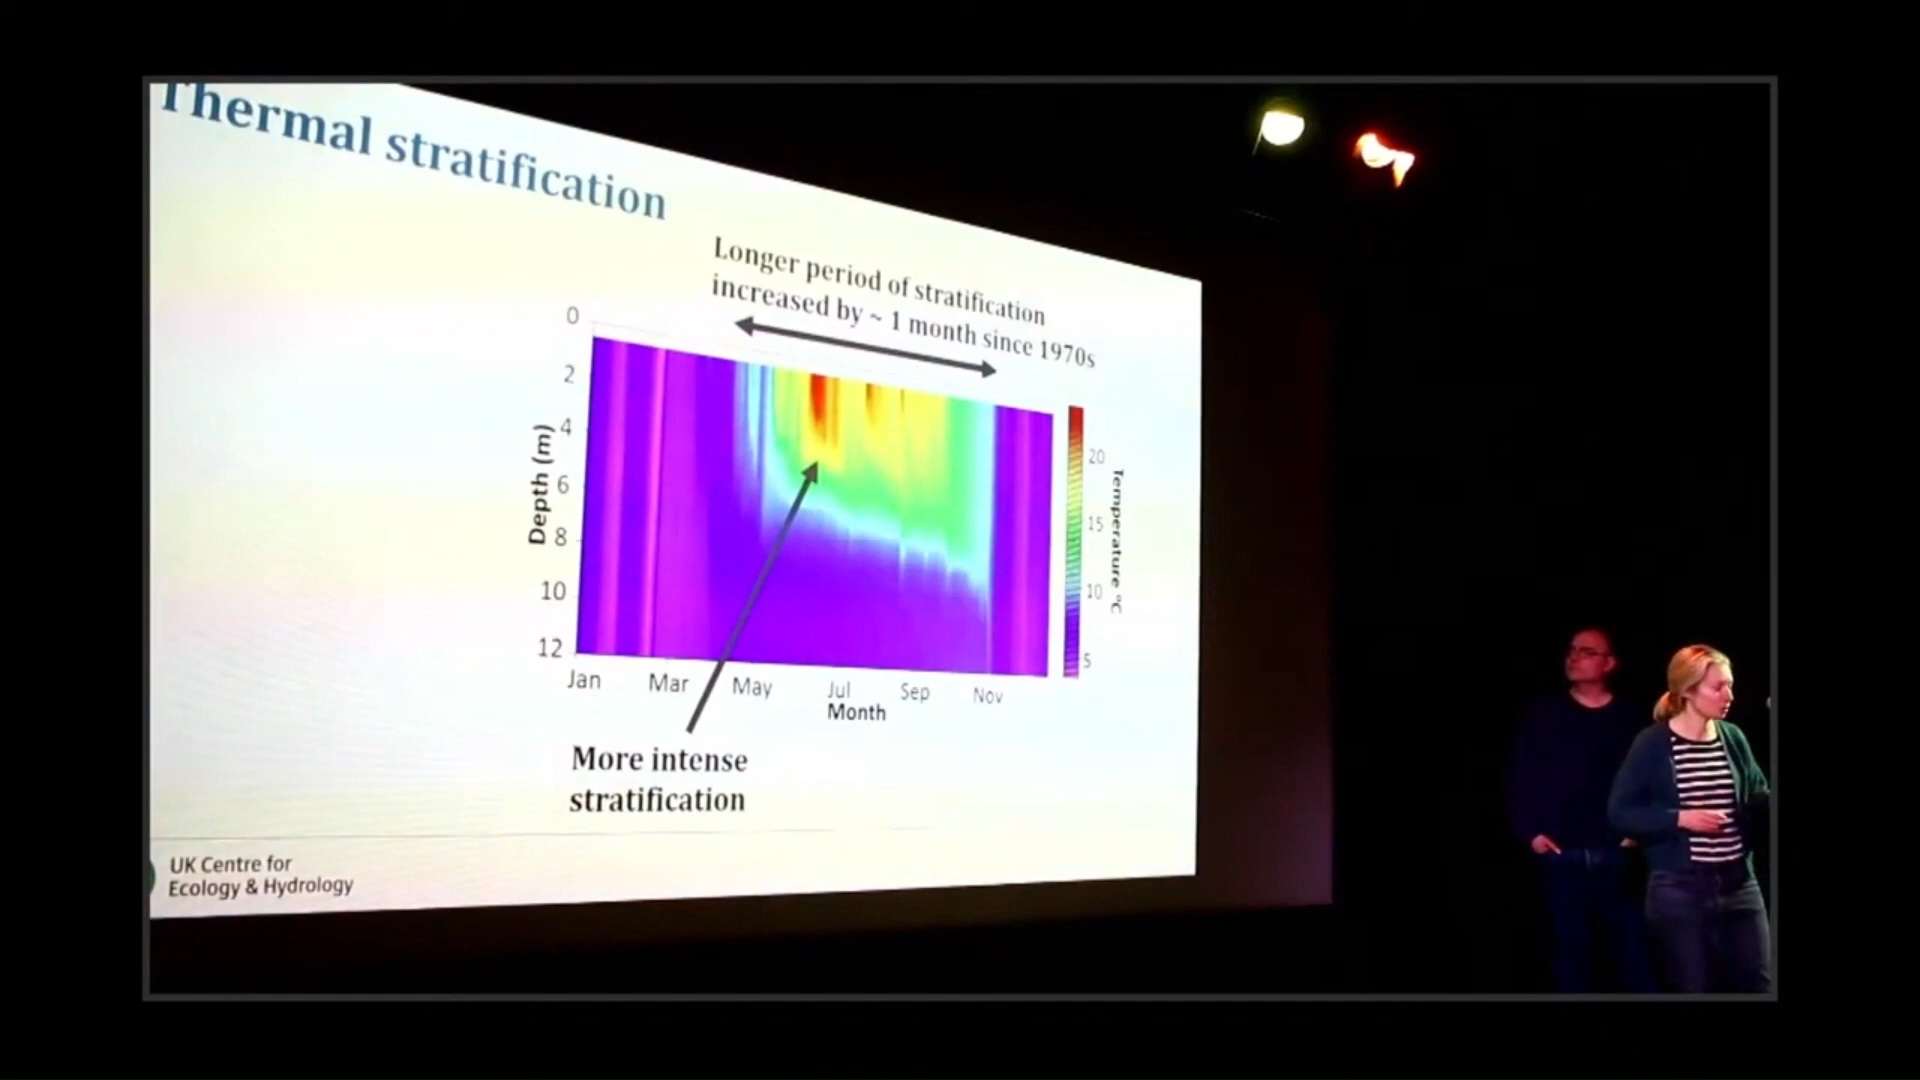 Thermal stratification
Longer period of stratification
increased by ~ 1 month since 1970s
0
2
4
6
8
10
12
Depth (m)
Jan Mar May Jul Sep Nov
Month
20
15
10
5
Temperature °C
More intense
stratification
UK Centre for
Ecology & Hydrology